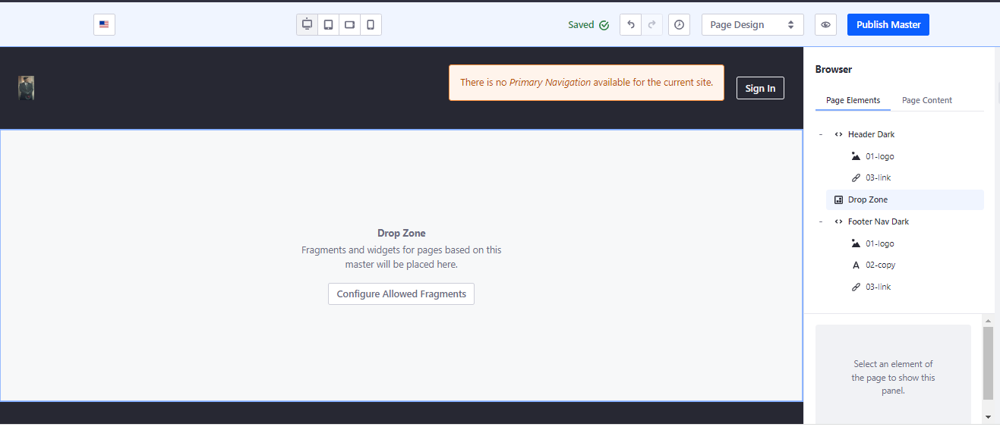 Saved
Page Design
Publish Master
There is no Primary Navigation available for the current site.
Sign In
Drop Zone
Fragments and widgets for pages based on this
master will be placed here.
Configure Allowed Fragments
Browser
Page Elements
Page Content
Header Dark
01-logo
03-link
Drop Zone
Footer Nav Dark
01-logo
A 02-copy
03-link
Select an element of
the page to show this
panel.